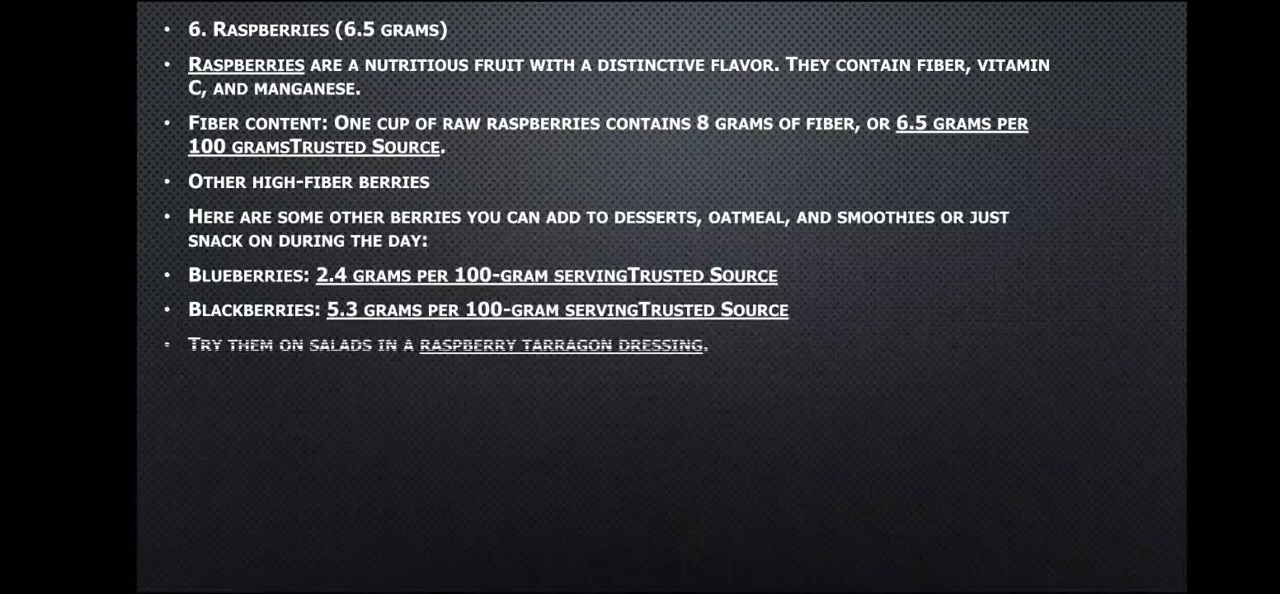 • 6. Raspberries (6.5 grams)
• Raspberries are a nutritious fruit with a distinctive flavor. They contain fiber, vitamin
C, and manganese.
• Fiber content: One cup of raw raspberries contains 8 grams of fiber, or 6.5 grams per
100 gramsTrusted Source.
• Other high-fiber berries
• Here are some other berries you can add to desserts, oatmeal, and smoothies or just
snack on during the day:
• Blueberries: 2.4 grams per 100-gram servingTrusted Source
• Blackberries: 5.3 grams per 100-gram servingTrusted Source
• Try them on salads in a raspberry tarragon dressing.